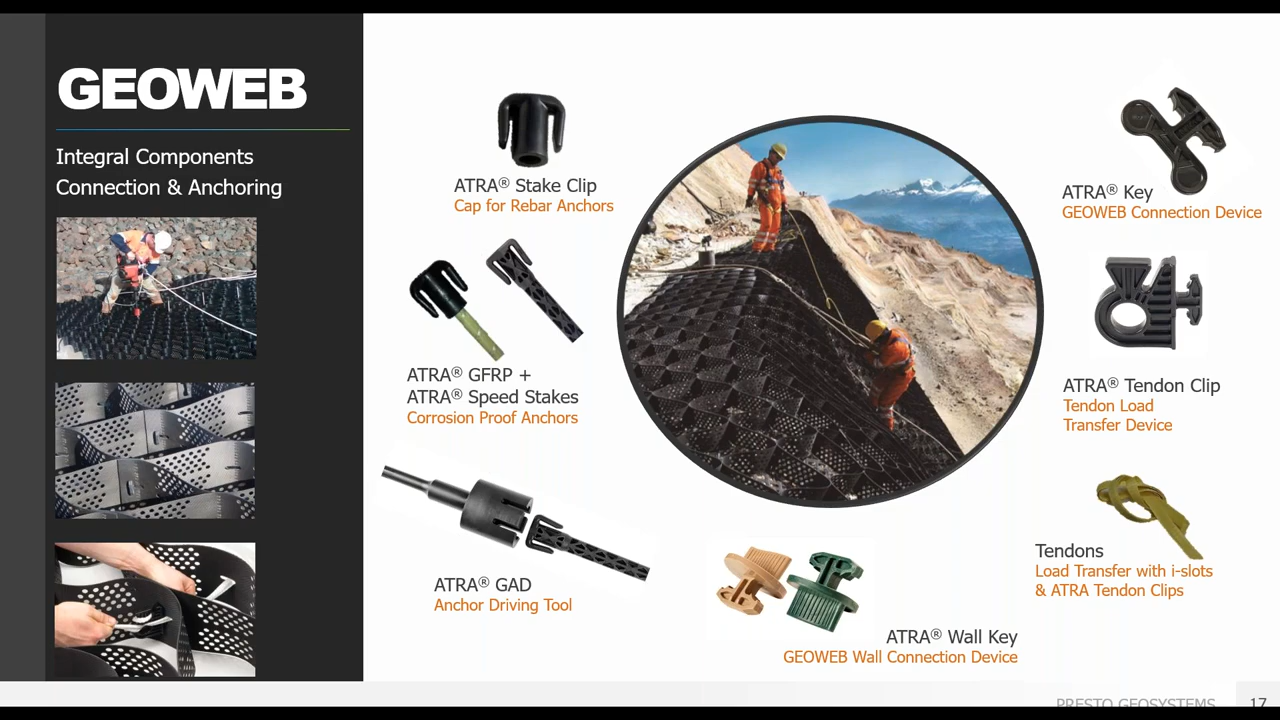 GEOWEB
Integral Components
Connection & Anchoring
ATRA® Stake Clip
Cap for Rebar Anchors
ATRA® GFRP +
ATRA® Speed Stakes
Corrosion Proof Anchors
ATRA® GAD
Anchor Driving Tool
ATRA® Wall Key
GEOWEB Wall Connection Device
ATRA® Key
GEOWEB Connection Device
ATRA® Tendon Clip
Tendon Load
Transfer Device
Tendons
Load Transfer with i-slots
& ATRA Tendon Clips
PRESTO GEOSYSTEMS
17